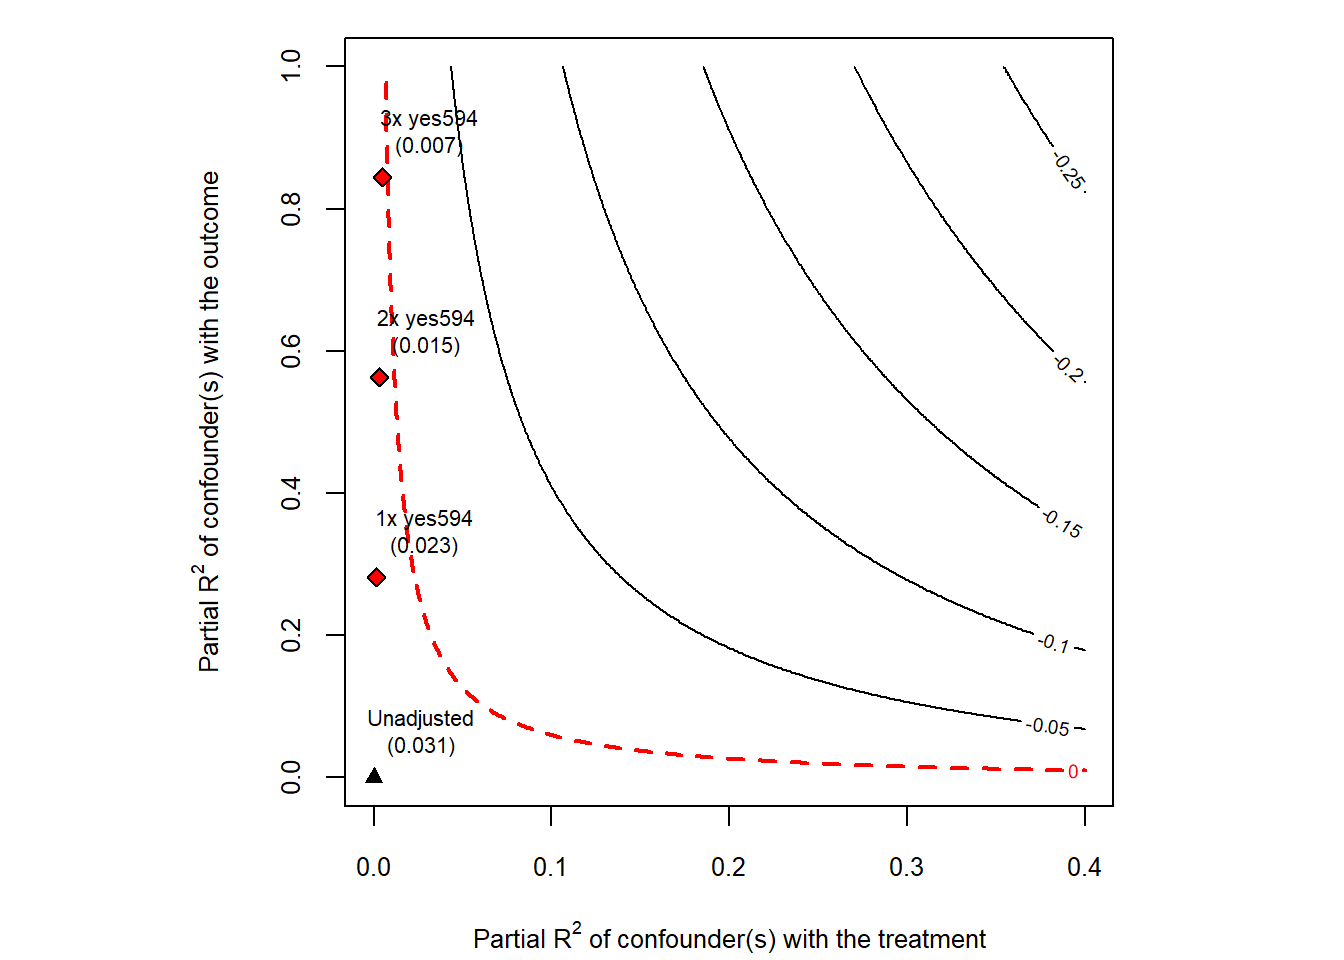 1.0
0.8
0.6
0.4
0.2
0.0
Partial R² of confounder(s) with the outcome
3x yes594
(0.007)
2x yes594
(0.015)
1x yes594
(0.023)
Unadjusted
(0.031)
-0.25
-0.2
-0.15
-0.1
-0.05
0
0.0 0.1 0.2 0.3 0.4
Partial R² of confounder(s) with the treatment